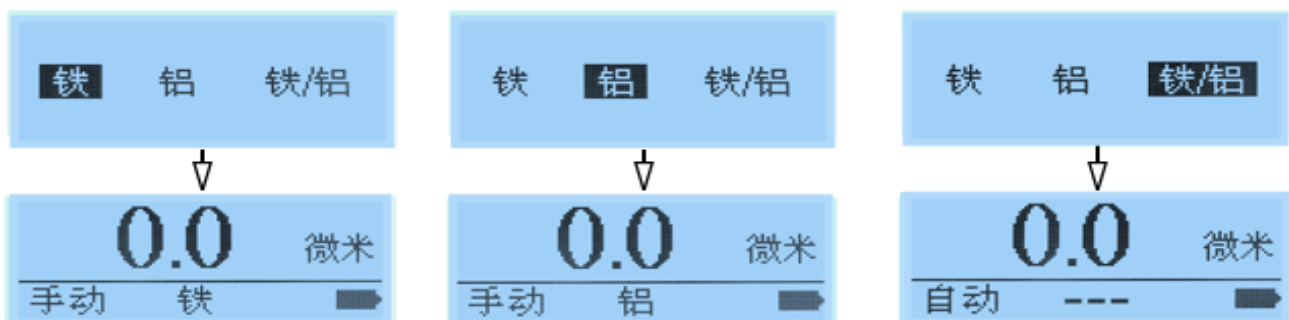 铁 铝 铁/铝
铁 铝 铁/铝
铁 铝 铁/铝
0.0 微米
手动 铁
0.0 微米
手动 铝
0.0 微米
自动 ---